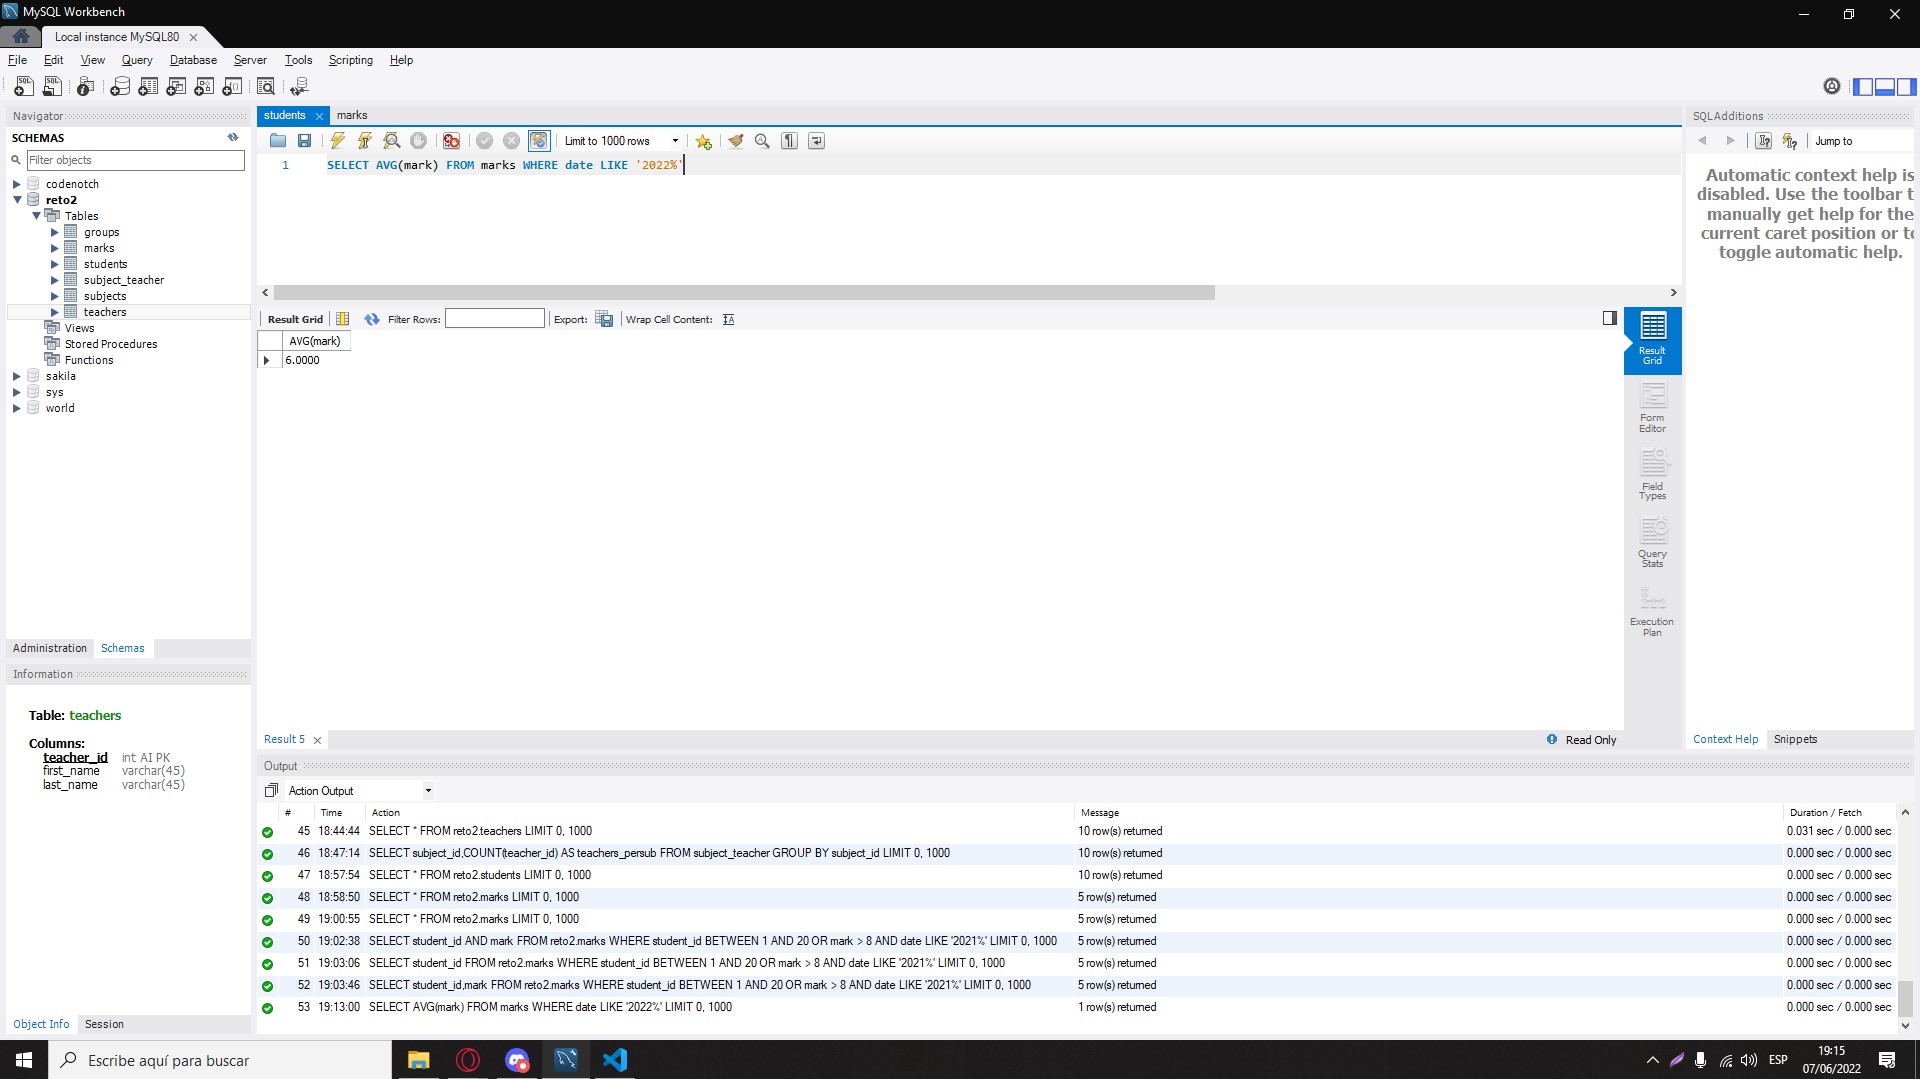 MySQL Workbench
Local instance MySQL80
File Edit View Query Database Server Tools Scripting Help
Navigator
SCHEMAS
Filter objects
codenotch
reto2
Tables
groups
marks
students
subject_teacher
subjects
teachers
Views
Stored Procedures
Functions
sakila
sys
world
Administration Schemas
Information
Table: teachers
Columns:
teacher_id int AI PK
first_name varchar(45)
last_name varchar(45)
Object Info Session
students marks
Limit to 1000 rows
1 SELECT AVG(mark) FROM marks WHERE date LIKE '2022%'
Result Grid Filter Rows: Export: Wrap Cell Content:
AVG(mark)
6.0000
Result Grid
Form Editor
Field Types
Query Stats
Execution Plan
Result 5 Read Only
SQLAdditions
Jump to
Automatic context help is
disabled. Use the toolbar t
manually get help for the
current caret position or to
toggle automatic help.
Context Help Snippets
Output
Action Output
# Time Action Message Duration / Fetch
45 18:44:44 SELECT * FROM reto2.teachers LIMIT 0, 1000 10 row(s) returned 0.031 sec / 0.000 sec
46 18:47:14 SELECT subject_id,COUNT(teacher_id) AS teachers_persub FROM subject_teacher GROUP BY subject_id LIMIT 0, 1000 10 row(s) returned 0.000 sec / 0.000 sec
47 18:57:54 SELECT * FROM reto2.students LIMIT 0, 1000 10 row(s) returned 0.000 sec / 0.000 sec
48 18:58:50 SELECT * FROM reto2.marks LIMIT 0, 1000 5 row(s) returned 0.000 sec / 0.000 sec
49 19:00:55 SELECT * FROM reto2.marks LIMIT 0, 1000 5 row(s) returned 0.000 sec / 0.000 sec
50 19:02:38 SELECT student_id AND mark FROM reto2.marks WHERE student_id BETWEEN 1 AND 20 OR mark > 8 AND date LIKE '2021%' LIMIT 0, 1000 5 row(s) returned 0.000 sec / 0.000 sec
51 19:03:06 SELECT student_id FROM reto2.marks WHERE student_id BETWEEN 1 AND 20 OR mark > 8 AND date LIKE '2021%' LIMIT 0, 1000 5 row(s) returned 0.000 sec / 0.000 sec
52 19:03:46 SELECT student_id,mark FROM reto2.marks WHERE student_id BETWEEN 1 AND 20 OR mark > 8 AND date LIKE '2021%' LIMIT 0, 1000 5 row(s) returned 0.000 sec / 0.000 sec
53 19:13:00 SELECT AVG(mark) FROM marks WHERE date LIKE '2022%' LIMIT 0, 1000 1 row(s) returned 0.000 sec / 0.000 sec
Escribe aquí para buscar
ESP
19:15
07/06/2022